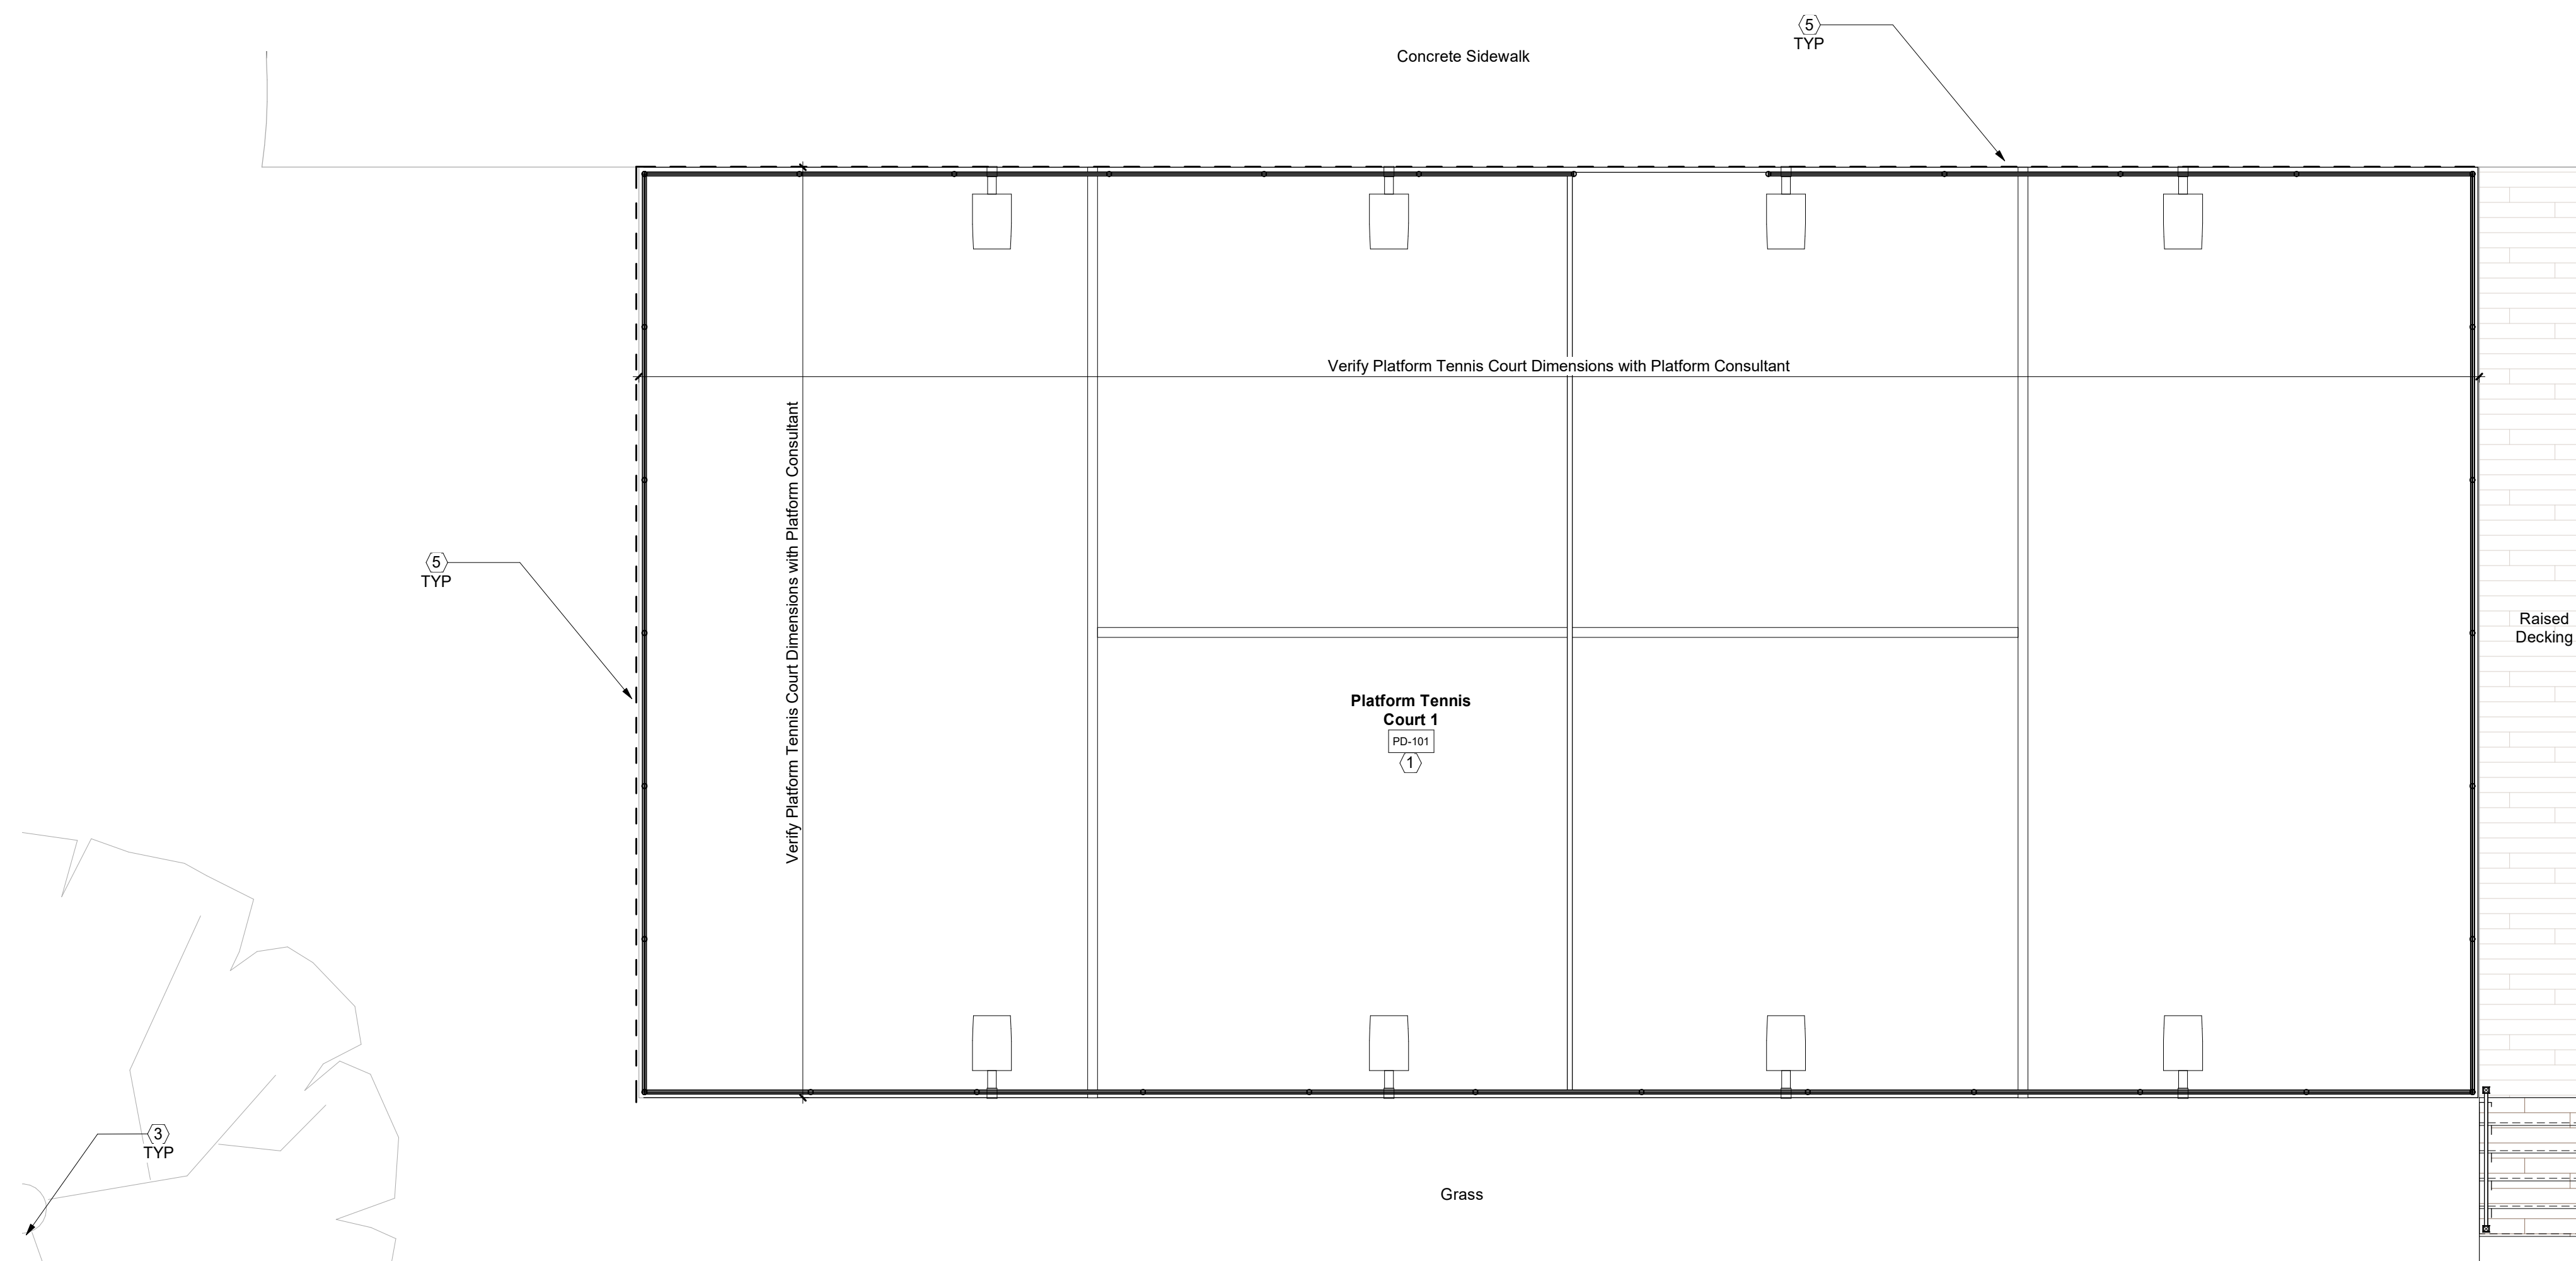 5
TYP
Concrete Sidewalk
Verify Platform Tennis Court Dimensions with Platform Consultant
Verify Platform Tennis Court Dimensions with Platform Consultant
5
TYP
Raised
Decking
Platform Tennis
Court 1
PD-101
1
3
TYP
Grass